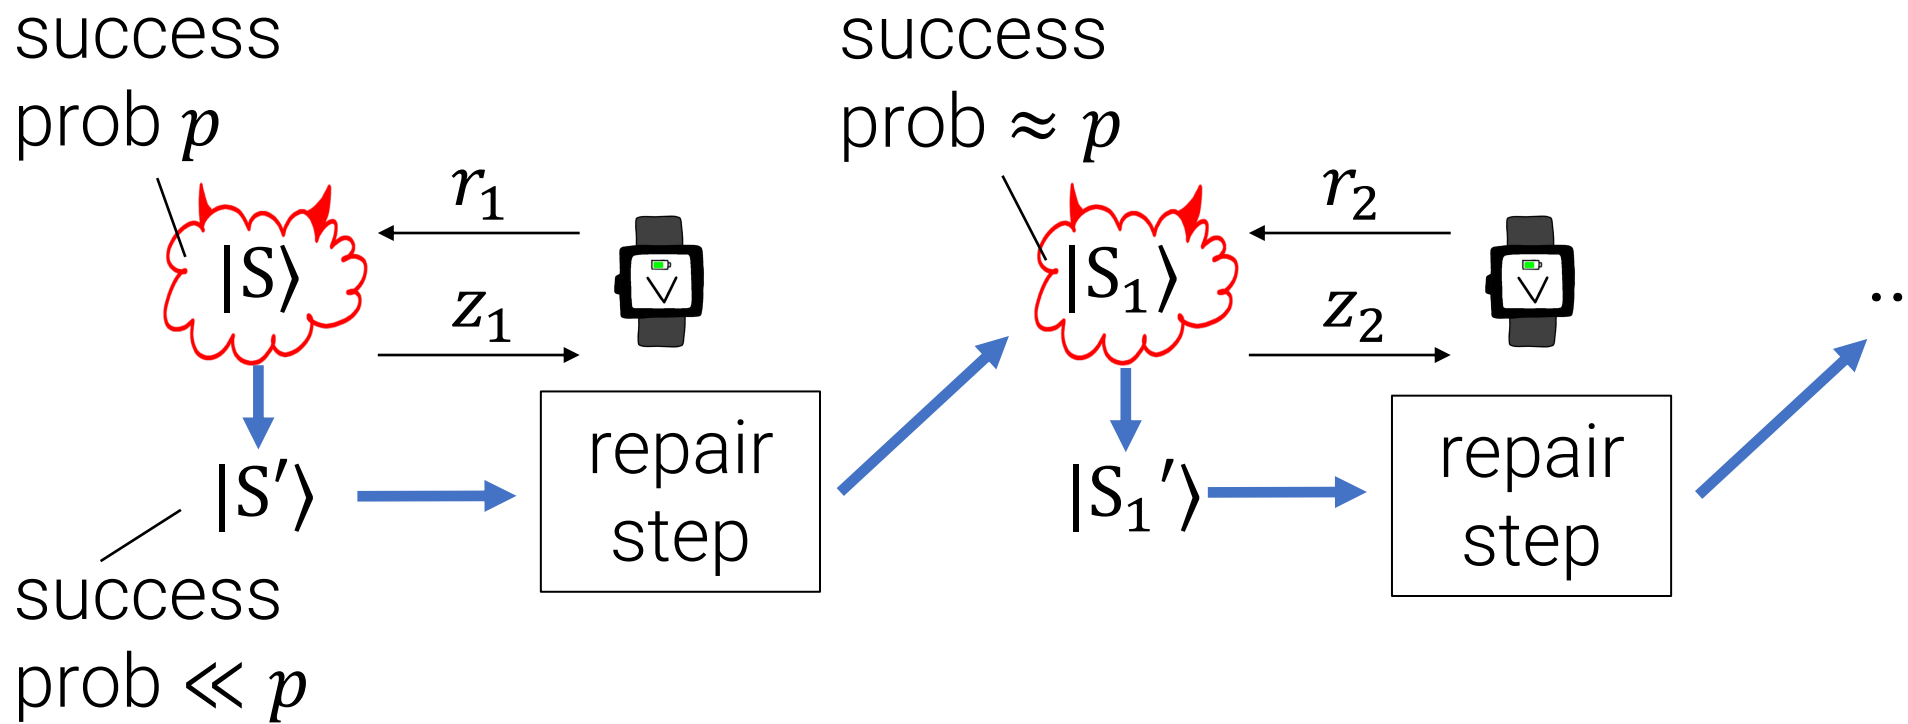 success
prob p
success
prob ≈ p
r₁
r₂
|S⟩
V
|S₁⟩
V
z₁
z₂
..
repair
step
repair
step
|S′⟩
|S₁′⟩
success
prob ≪ p